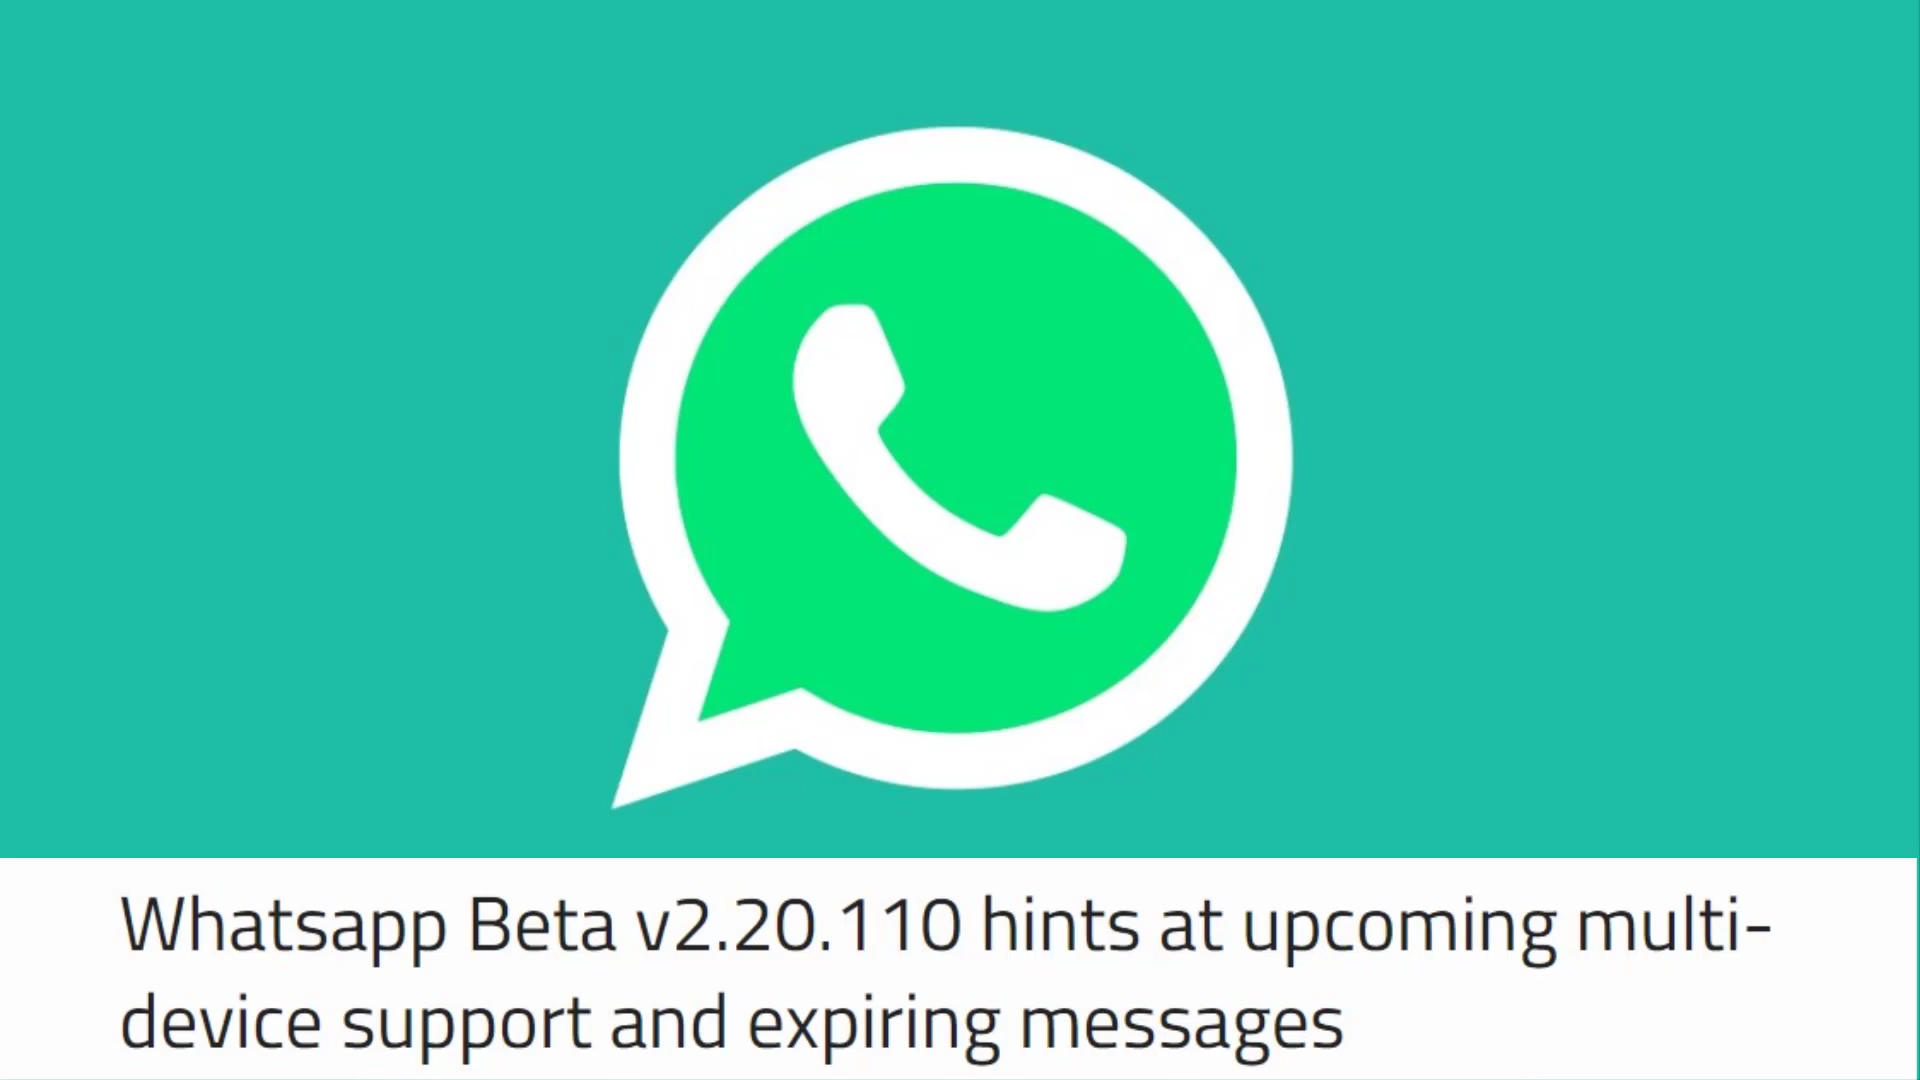 Whatsapp Beta v2.20.110 hints at upcoming multi-
device support and expiring messages